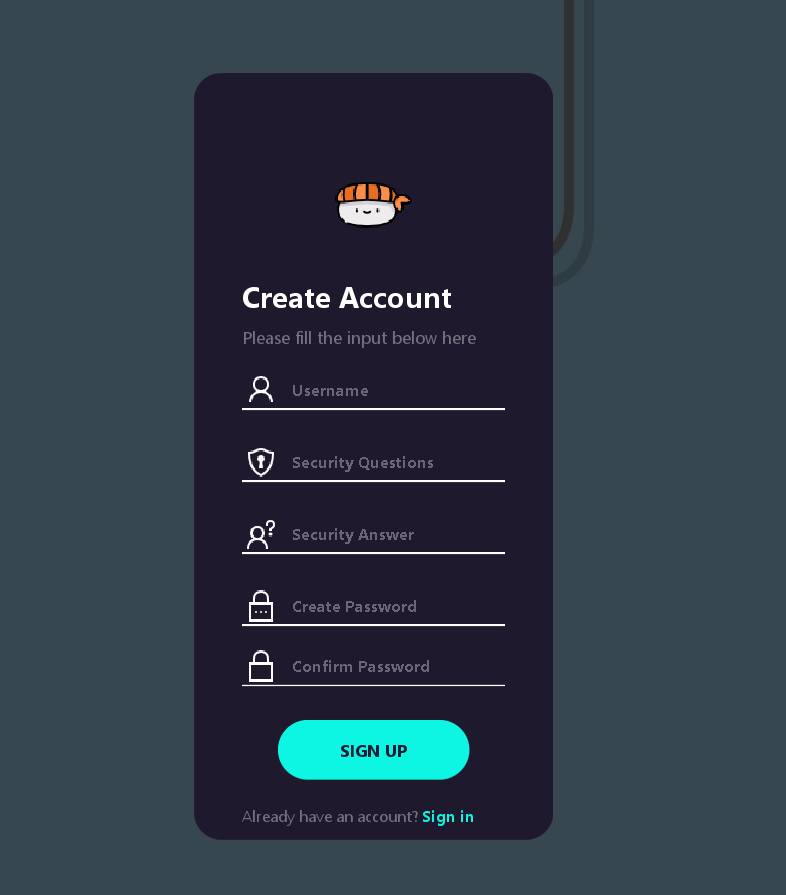 Create Account
Please fill the input below here
Username
Security Questions
Security Answer
Create Password
Confirm Password
SIGN UP
Already have an account? Sign in